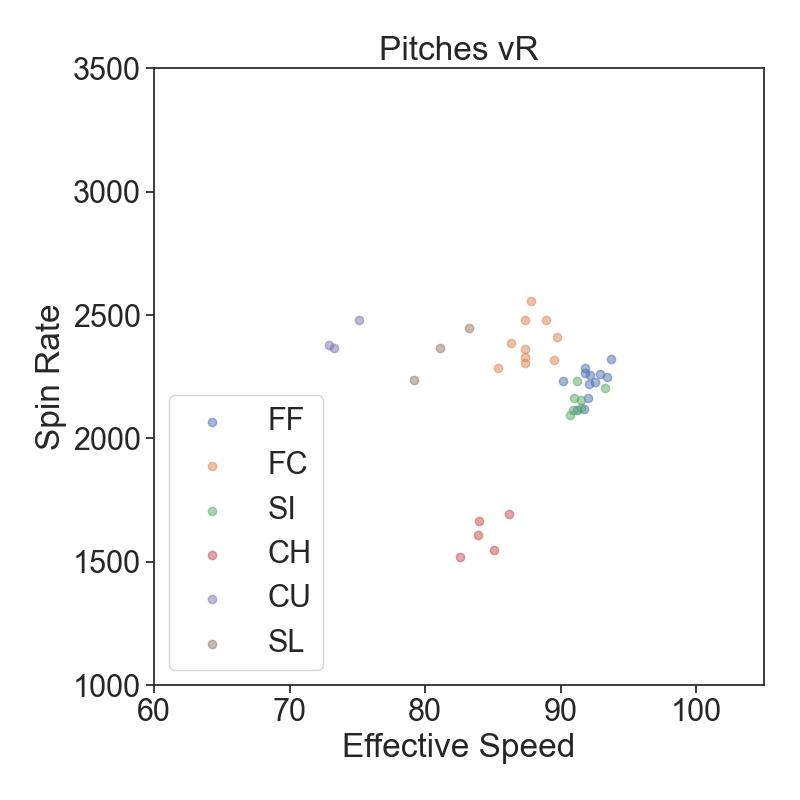 Pitches vR
3500
3000
2500
2000
1500
1000
Spin Rate
FF
FC
SI
CH
CU
SL
60 70 80 90 100
Effective Speed